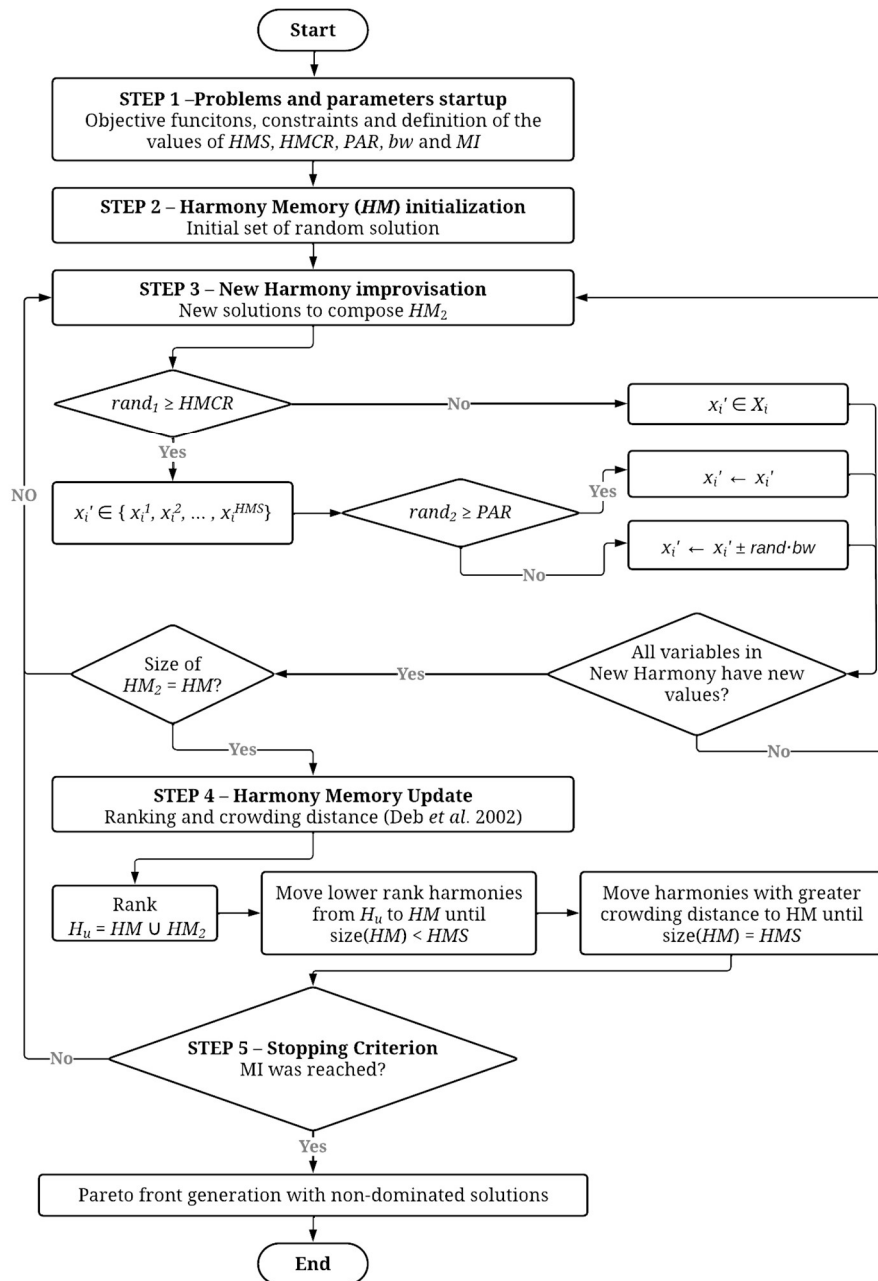 Start
STEP 1 –Problems and parameters startup
Objective funcitons, constraints and definition of the
values of HMS, HMCR, PAR, bw and MI
STEP 2 – Harmony Memory (HM) initialization
Initial set of random solution
STEP 3 – New Harmony improvisation
New solutions to compose HM₂
rand₁ ≥ HMCR
No
xᵢ' ∈ Xᵢ
Yes
NO
xᵢ' ∈ { xᵢ¹, xᵢ², ... , xᵢᴴᴹˢ}
rand₂ ≥ PAR
Yes
xᵢ' ← xᵢ'
No
xᵢ' ← xᵢ' ± rand·bw
Size of
HM₂ = HM?
Yes
All variables in
New Harmony have new
values?
Yes
No
STEP 4 – Harmony Memory Update
Ranking and crowding distance (Deb et al. 2002)
Rank
Hᵤ = HM ∪ HM₂
Move lower rank harmonies
from Hᵤ to HM until
size(HM) < HMS
Move harmonies with greater
crowding distance to HM until
size(HM) = HMS
STEP 5 – Stopping Criterion
MI was reached?
No
Yes
Pareto front generation with non-dominated solutions
End